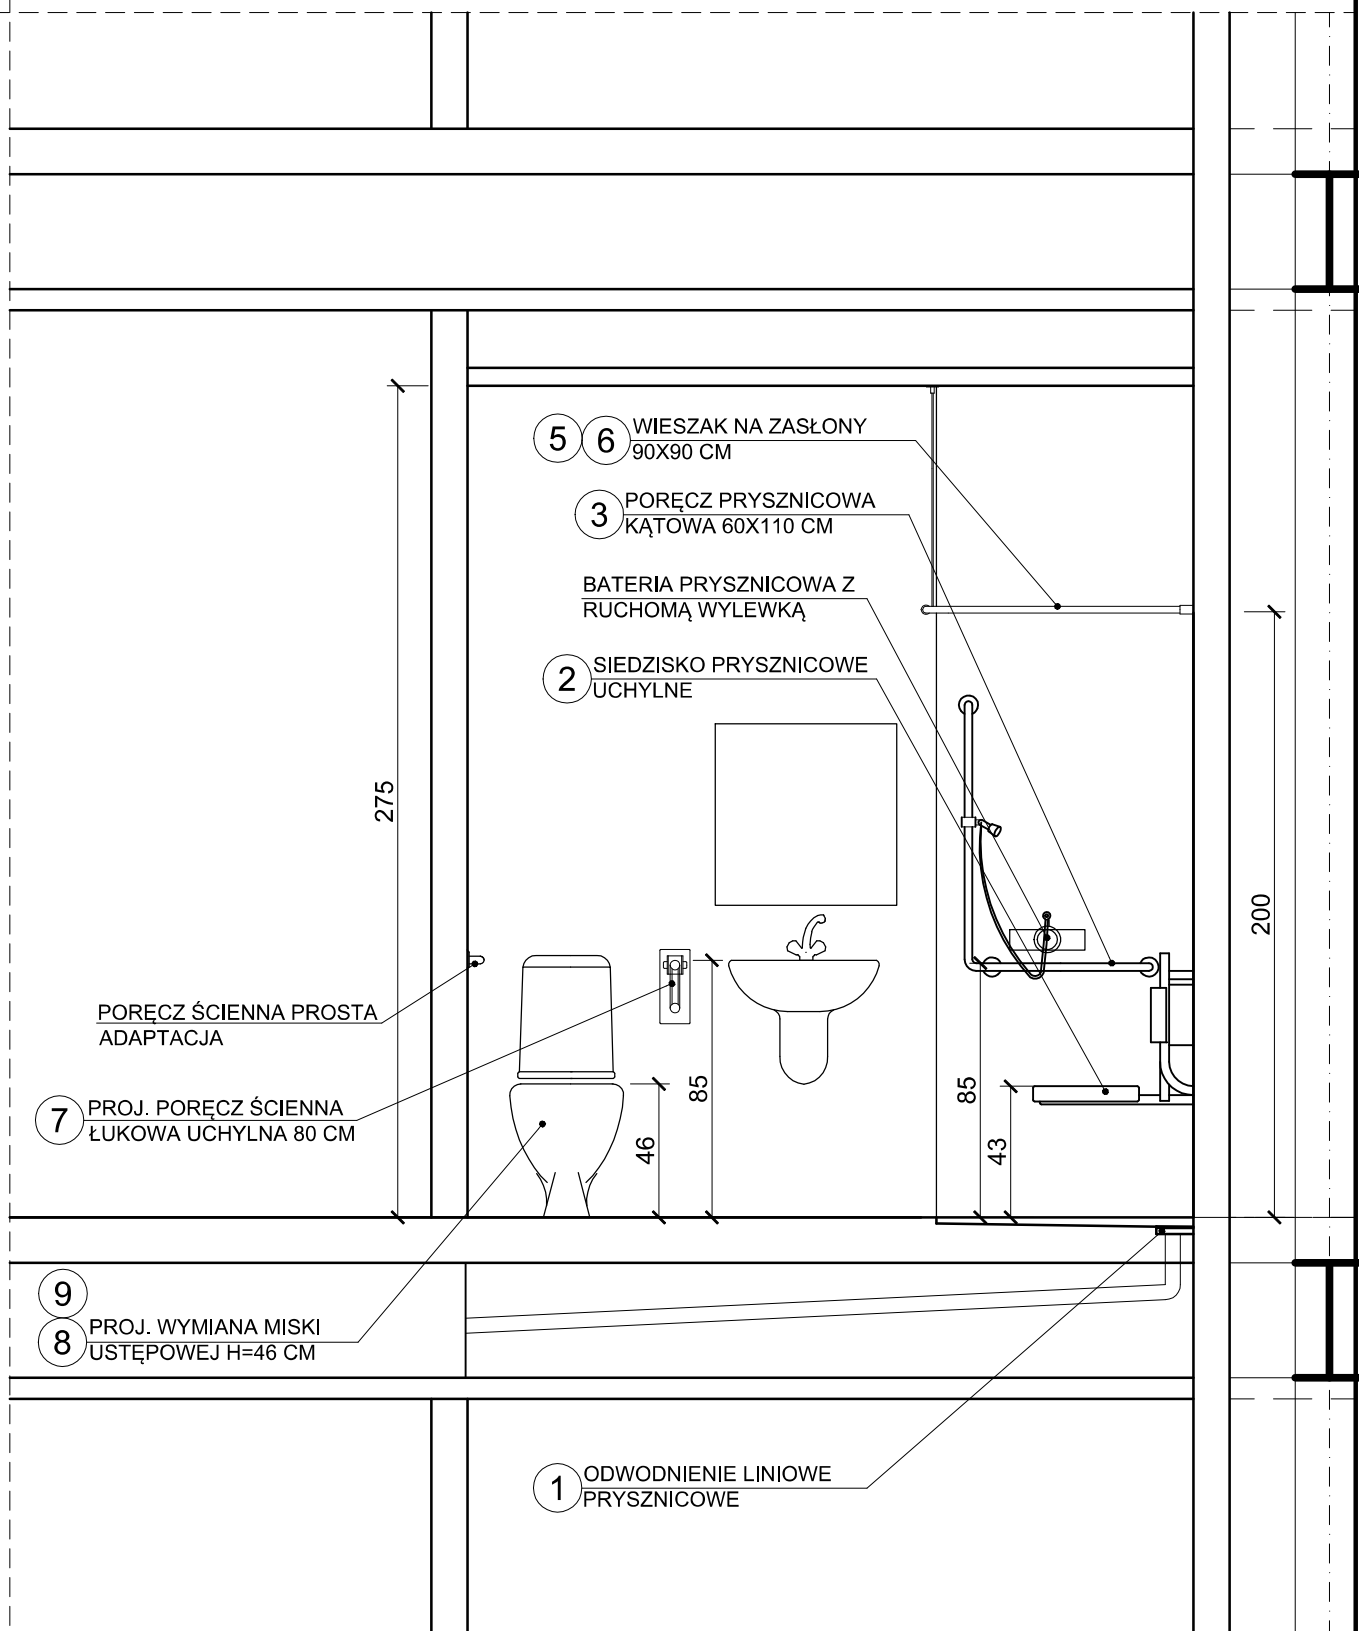 5 6 WIESZAK NA ZASŁONY
90X90 CM
3 PORĘCZ PRYSZNICOWA
KĄTOWA 60X110 CM
BATERIA PRYSZNICOWA Z
RUCHOMĄ WYLEWKĄ
2 SIEDZISKO PRYSZNICOWE
UCHYLNE
275
200
PORĘCZ ŚCIENNA PROSTA
ADAPTACJA
7 PROJ. PORĘCZ ŚCIENNA
ŁUKOWA UCHYLNA 80 CM
46
85
85
43
9
8 PROJ. WYMIANA MISKI
USTĘPOWEJ H=46 CM
1 ODWODNIENIE LINIOWE
PRYSZNICOWE